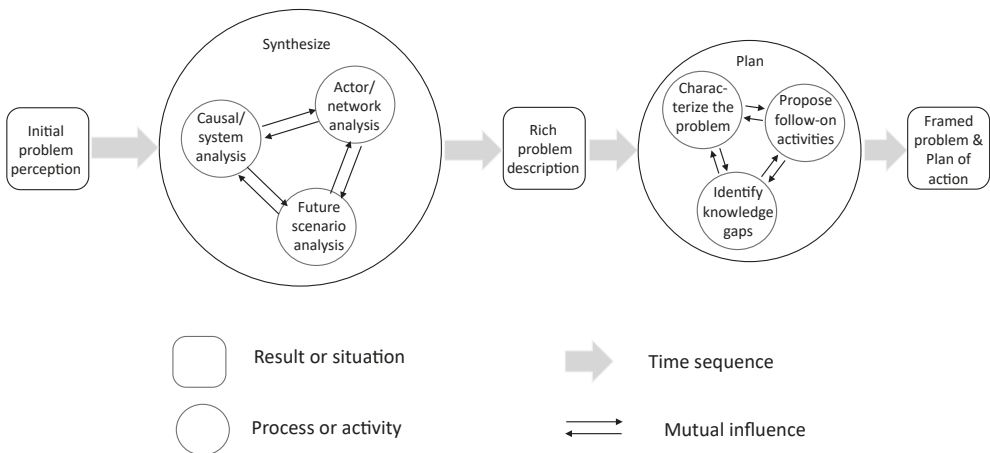 Initial
problem
perception
Synthesize
Causal/
system
analysis
Actor/
network
analysis
Future
scenario
analysis
Rich
problem
description
Plan
Charac-
terize the
problem
Propose
follow-on
activities
Identify
knowledge
gaps
Framed
problem &
Plan of
action
Result or situation
Time sequence
Process or activity
Mutual influence